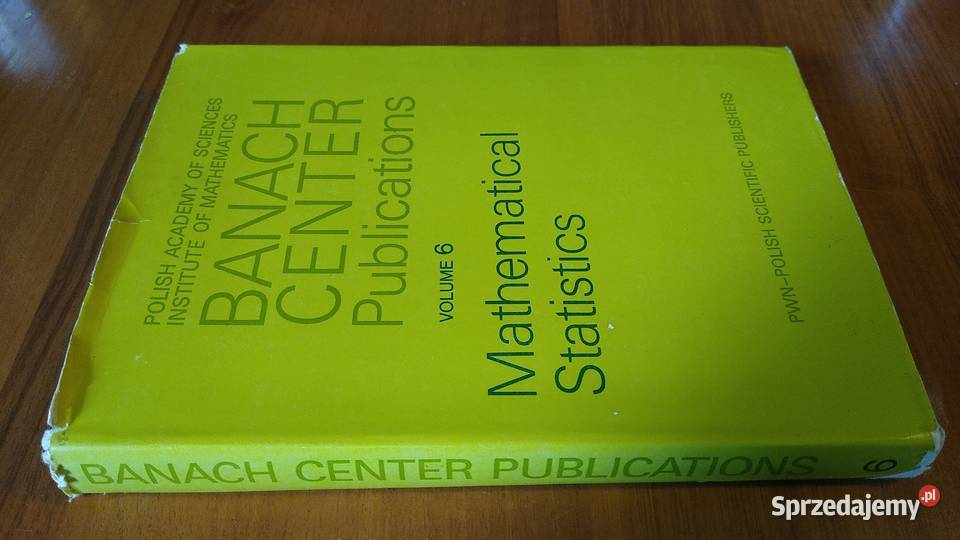 POLISH ACADEMY OF SCIENCES
INSTITUTE OF MATHEMATICS
BANACH
CENTER
Publications
VOLUME 6
Mathematical
Statistics
PWN–POLISH SCIENTIFIC PUBLISHERS
BANACH CENTER PUBLICATIONS 6
Sprzedajemy.pl